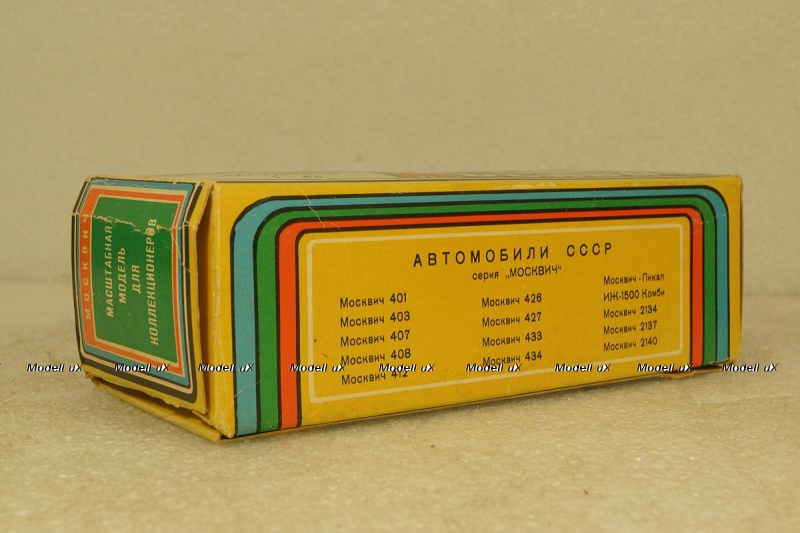 МОСКВИЧ
МАСШТАБНАЯ
МОДЕЛЬ
ДЛЯ
КОЛЛЕКЦИОНЕРОВ
АВТОМОБИЛИ СССР
серия „МОСКВИЧ“
Москвич 401
Москвич 403
Москвич 407
Москвич 408
Москвич 412
Москвич 426
Москвич 427
Москвич 433
Москвич 434
Москвич - Пикап
ИЖ-1500 Комби
Москвич 2134
Москвич 2137
Москвич 2140
Modell uX Modell uX Modell uX Modell uX Modell uX Modell uX Modell uX Modell uX Modell uX